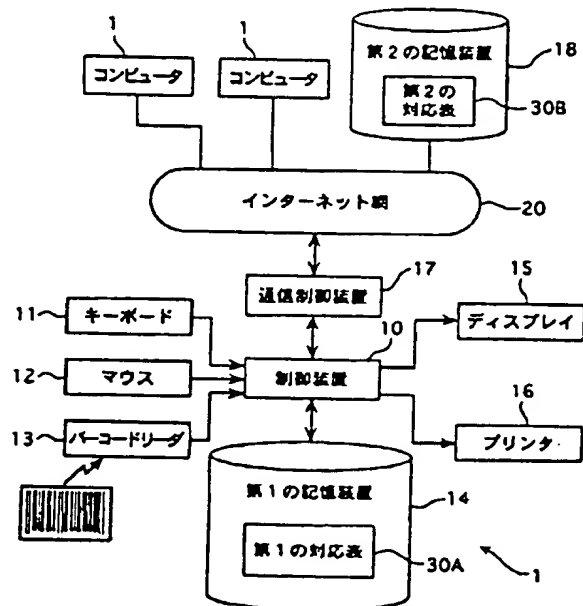 1
1
コンピュータ
コンピュータ
第2の記憶装置
18
第2の
対応表
30B
インターネット網
20
17
通信制御装置
15
ディスプレイ
11
キーボード
10
制御装置
12
マウス
16
プリンタ
13
バーコードリーダ
第1の記憶装置
14
第1の対応表
30A
1